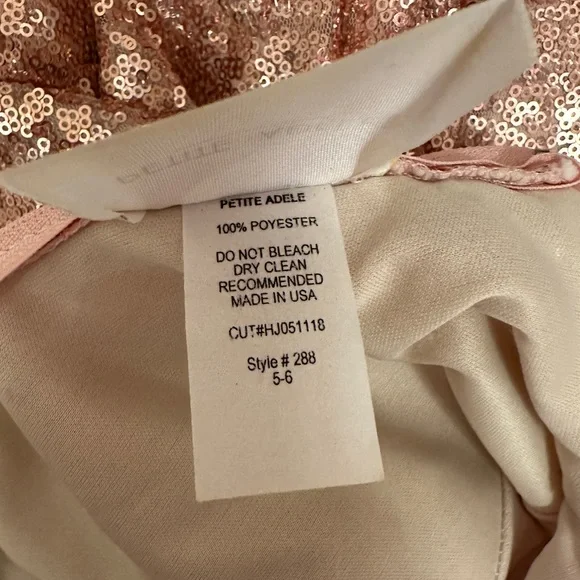 PETITE ADELE
100% POYESTER
DO NOT BLEACH
DRY CLEAN
RECOMMENDED
MADE IN USA
CUT#HJ051118
Style # 288
5-6